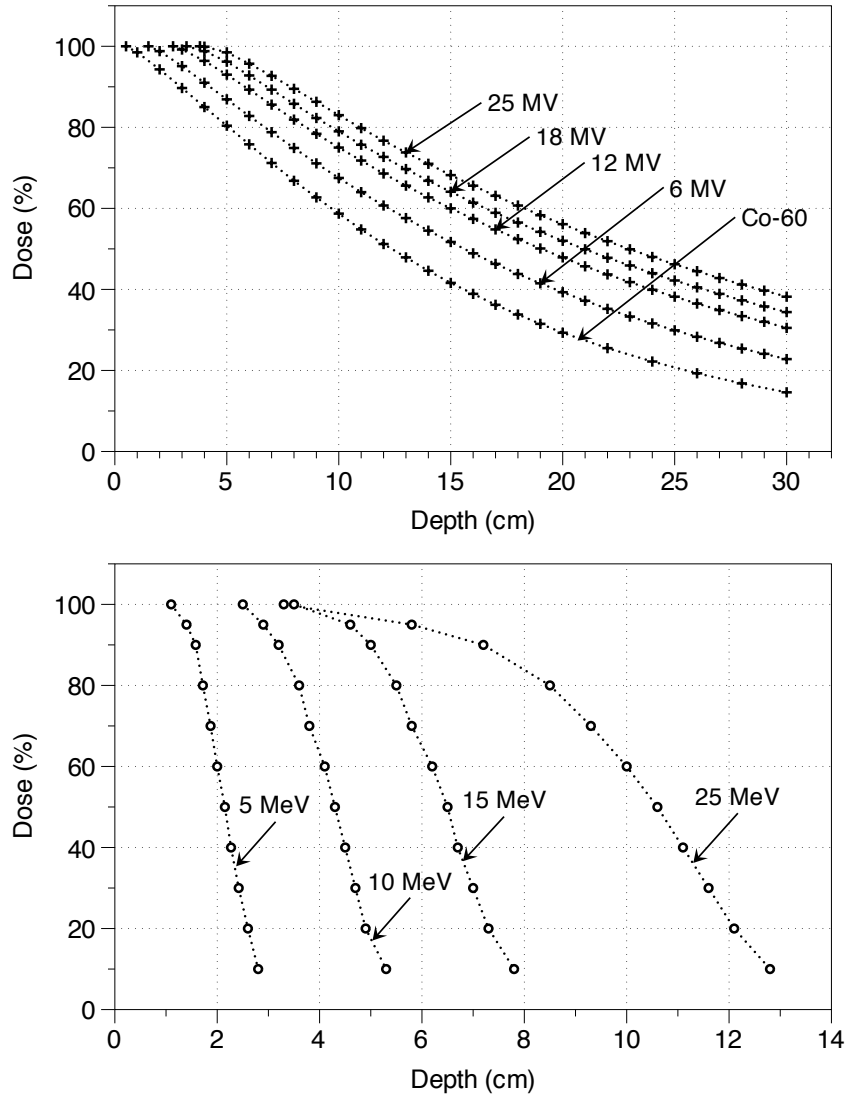 100
80
60
40
20
0
Dose (%)
25 MV
18 MV
12 MV
6 MV
Co-60
0 5 10 15 20 25 30
Depth (cm)
100
80
60
40
20
0
Dose (%)
5 MeV
10 MeV
15 MeV
25 MeV
0 2 4 6 8 10 12 14
Depth (cm)